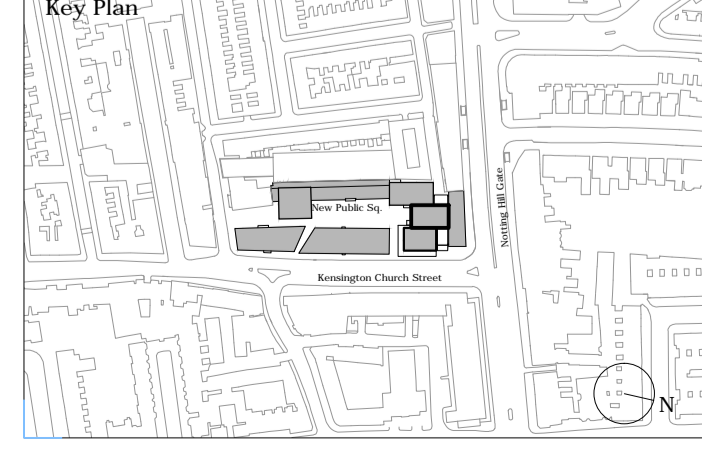 Key Plan
New Public Sq.
Notting Hill Gate
Kensington Church Street
N